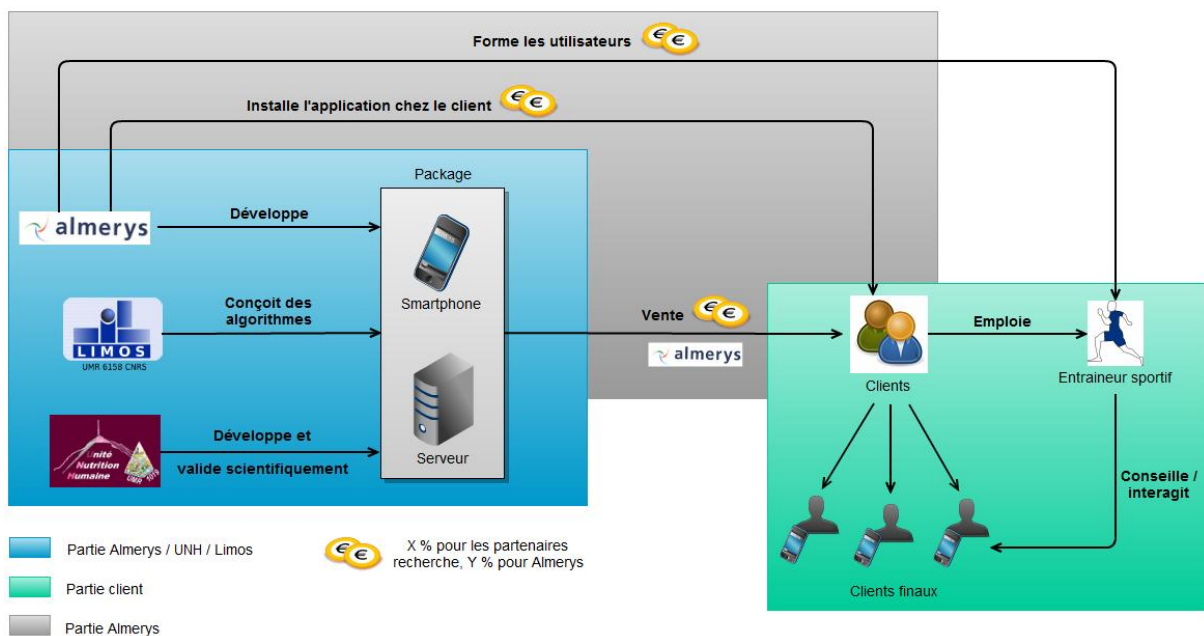 Forme les utilisateurs
Installe l'application chez le client
Package
almerys
Développe
Smartphone
Conçoit des
algorithmes
LIMOS
UMR 6158 CNRS
Vente
almerys
Clients
Emploie
Entraineur sportif
Unité
Nutrition
Humaine
UMR 1019
Développe et
valide scientifiquement
Serveur
Conseille /
interagit
Clients finaux
Partie Almerys / UNH / Limos
€ €
X % pour les partenaires
recherche, Y % pour Almerys
Partie client
Partie Almerys